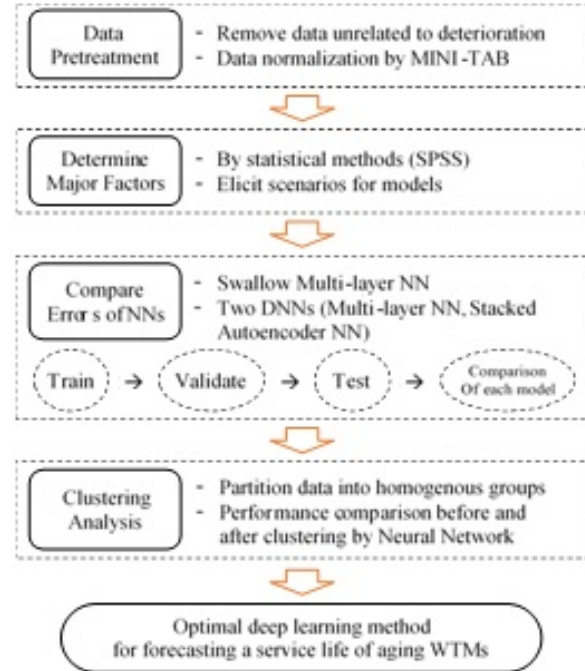 Data
Pretreatment
- Remove data unrelated to deterioration
- Data normalization by MINI-TAB
Determine
Major Factors
- By statistical methods (SPSS)
- Elicit scenarios for models
Compare
Errors of NNs
- Swallow Multi-layer NN
- Two DNNs (Multi-layer NN, Stacked
Autoencoder NN)
Train → Validate → Test → Comparison
Of each model
Clustering
Analysis
- Partition data into homogenous groups
- Performance comparison before and
after clustering by Neural Network
Optimal deep learning method
for forecasting a service life of aging WTMs